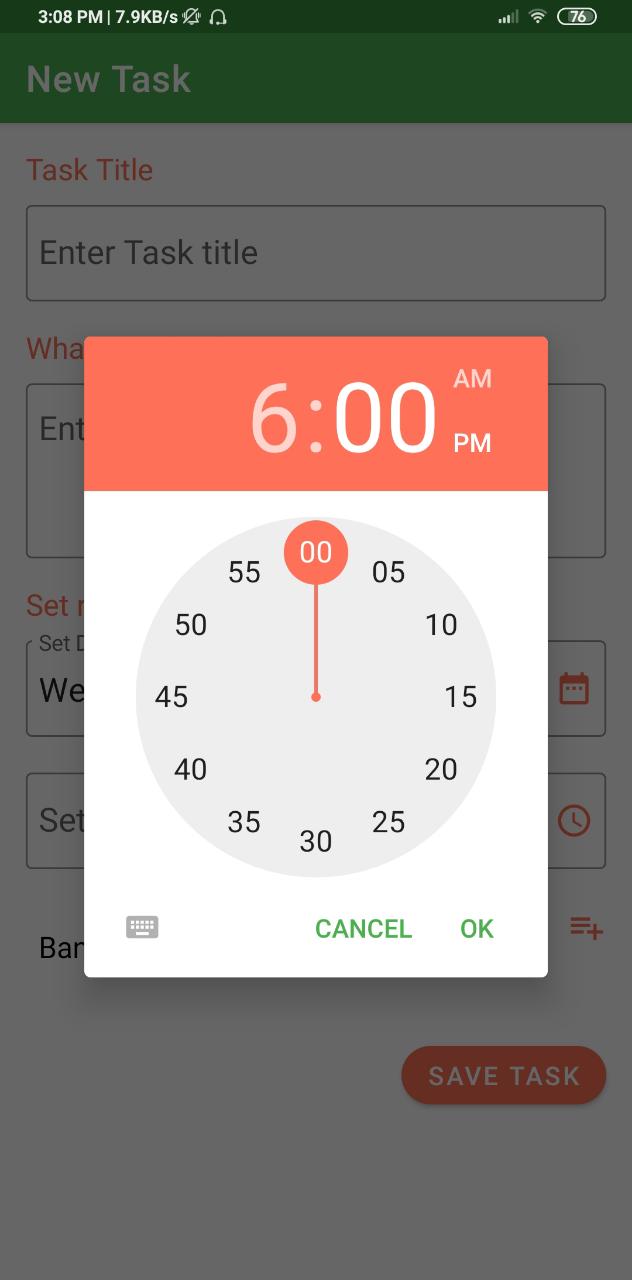 3:08 PM | 7.9KB/s 76
New Task
Task Title
Enter Task title
Wha
Ent
6:00 AM PM
00
55 05
50 10
45 15
40 20
35 25
30
Set r
Set D
We
Set
CANCEL OK
Ban
SAVE TASK